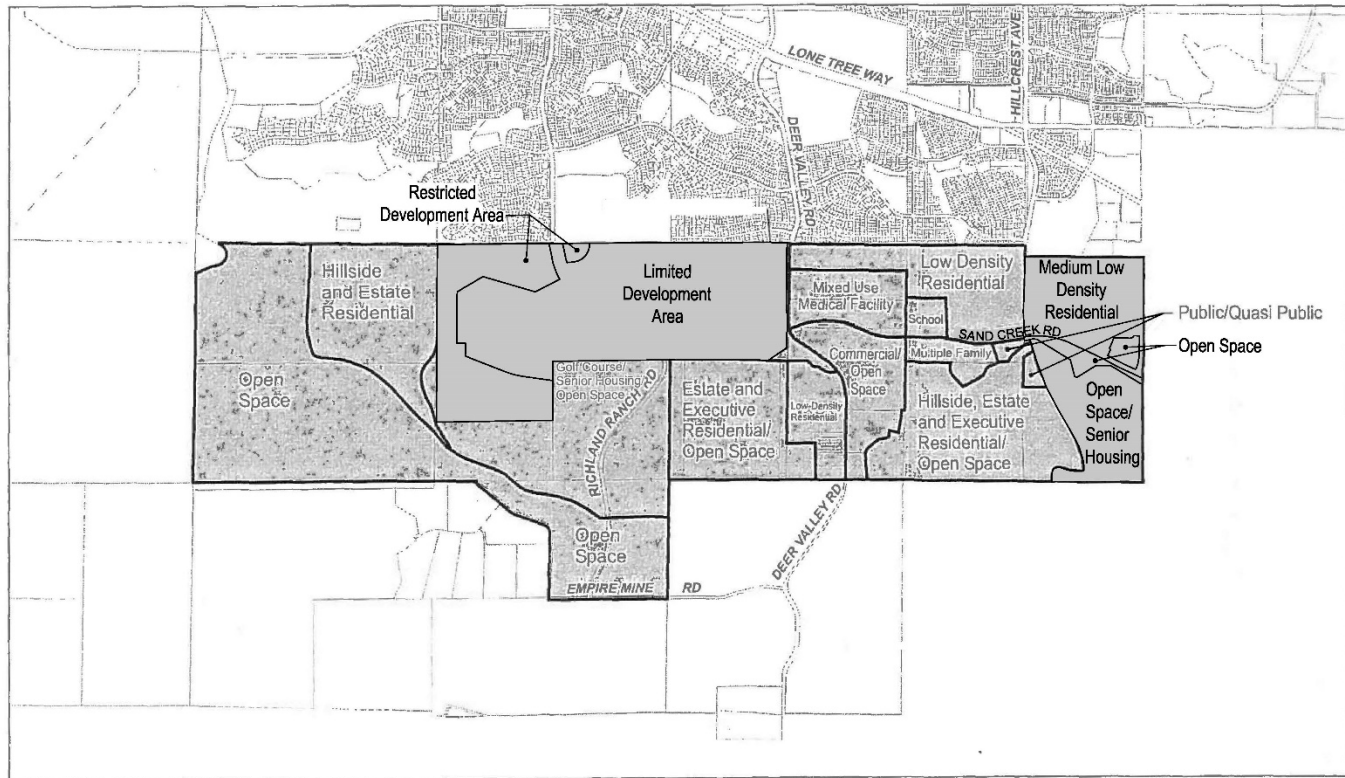 LONE TREE WAY
HILLCREST AVE
DEER VALLEY RD
Restricted
Development Area
Hillside
and Estate
Residential
Limited
Development
Area
Low Density
Residential
Medium Low
Density
Residential
Mixed Use
Medical Facility
School
Public/Quasi Public
SAND CREEK RD
Open Space
Multiple Family
Commercial/
Open
Space
Open
Space
Golf Course/
Senior Housing/
Open Space
RICHLAND RANCH RD
Estate and
Executive
Residential/
Open Space
Low-Density
Residential
Hillside, Estate
and Executive
Residential/
Open Space
Open
Space/
Senior
Housing
Open
Space
DEER VALLEY RD
EMPIRE MINE RD